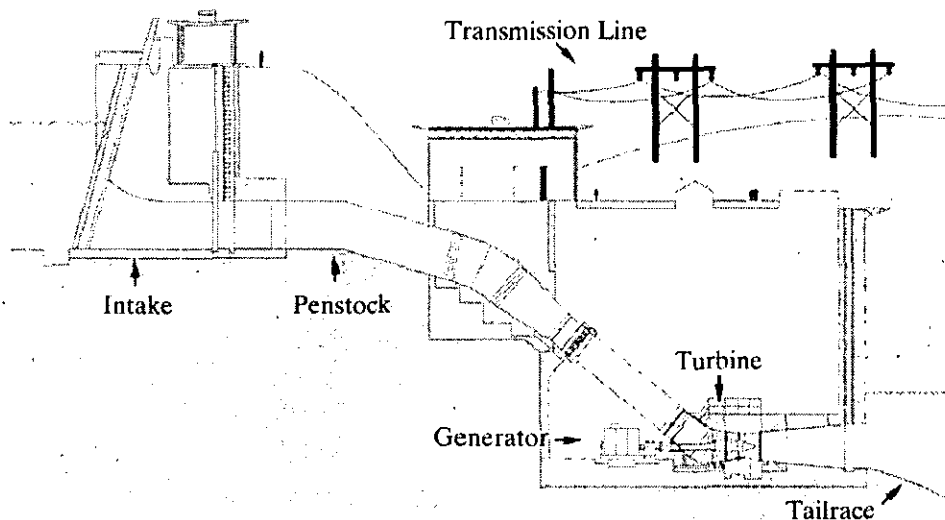 Transmission Line
Intake
Penstock
Turbine
Generator
Tailrace